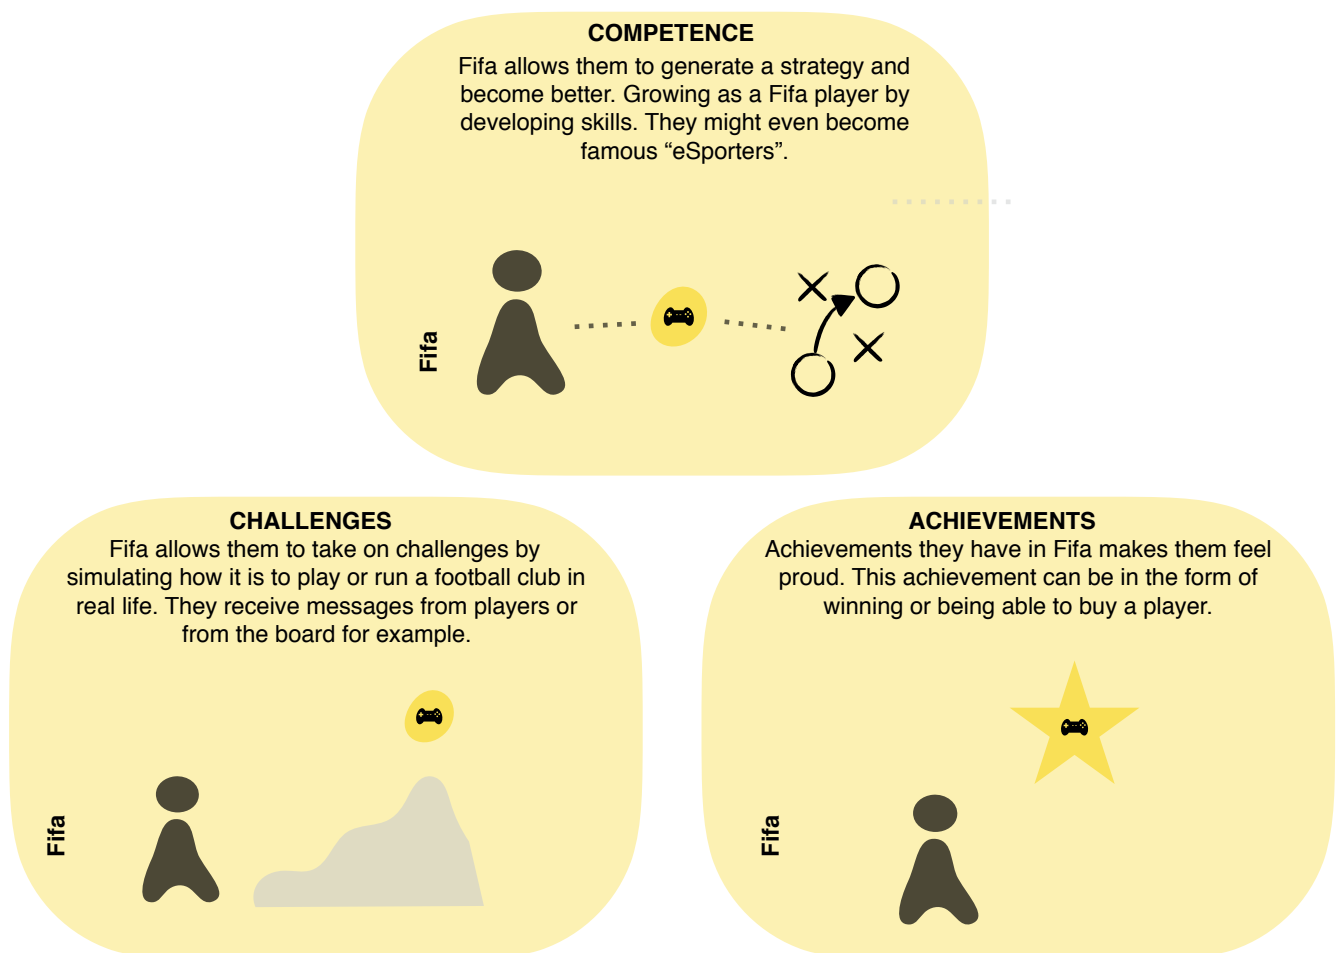 COMPETENCE
Fifa allows them to generate a strategy and
become better. Growing as a Fifa player by
developing skills. They might even become
famous “eSporters”.
Fifa
CHALLENGES
Fifa allows them to take on challenges by
simulating how it is to play or run a football club in
real life. They receive messages from players or
from the board for example.
Fifa
ACHIEVEMENTS
Achievements they have in Fifa makes them feel
proud. This achievement can be in the form of
winning or being able to buy a player.
Fifa